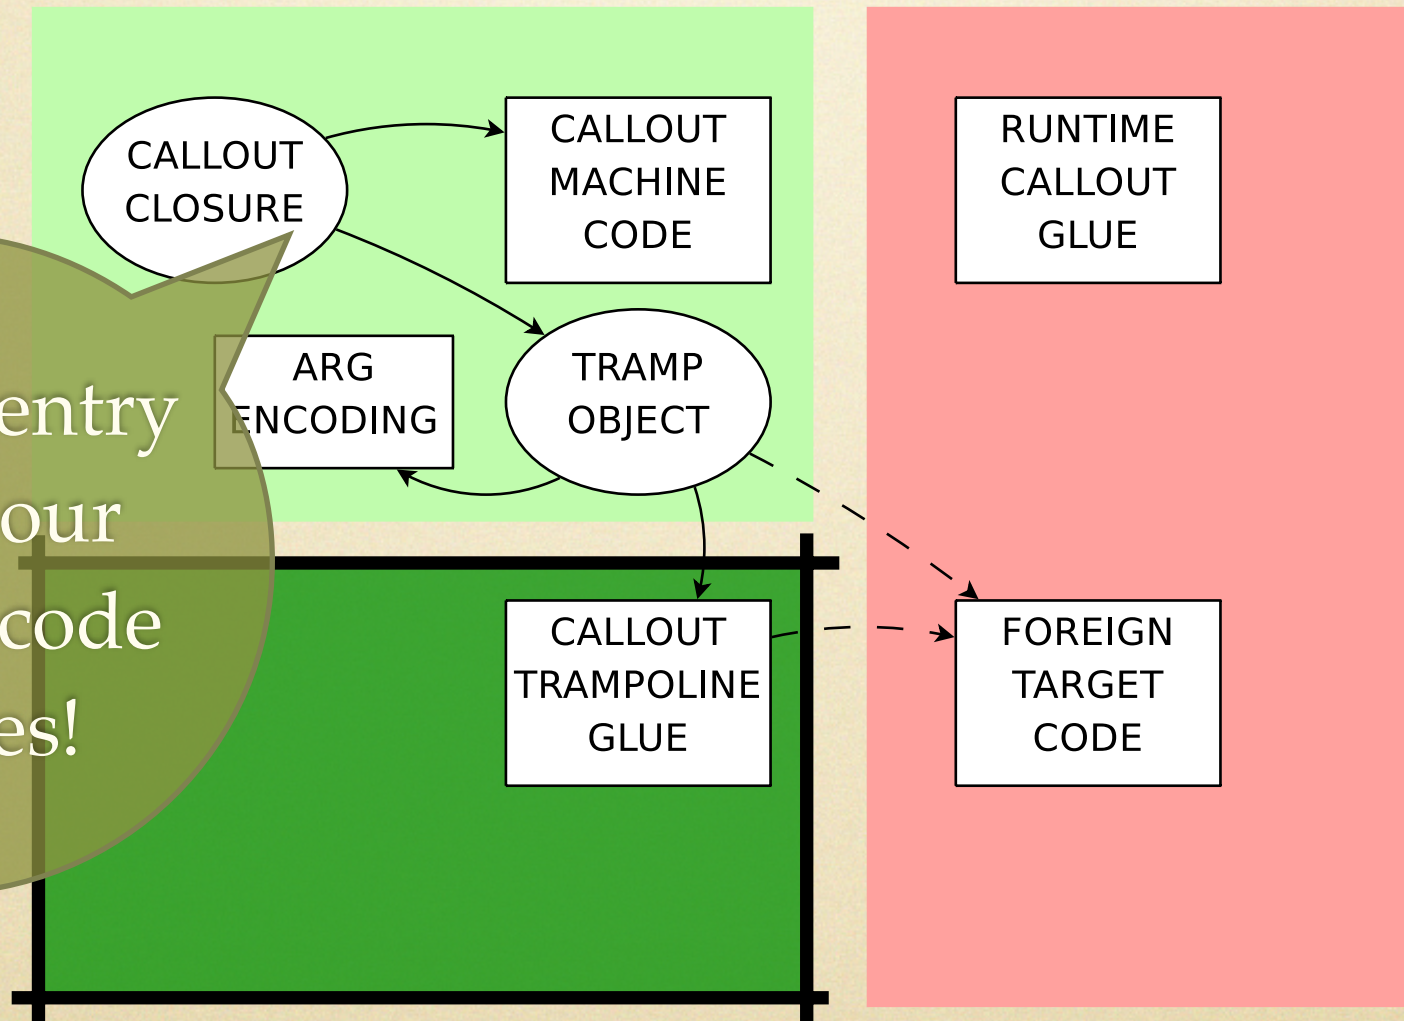 CALLOUT
CLOSURE
CALLOUT
MACHINE
CODE
RUNTIME
CALLOUT
GLUE
ARG
ENCODING
TRAMP
OBJECT
entry
our
code
es!
CALLOUT
TRAMPOLINE
GLUE
FOREIGN
TARGET
CODE